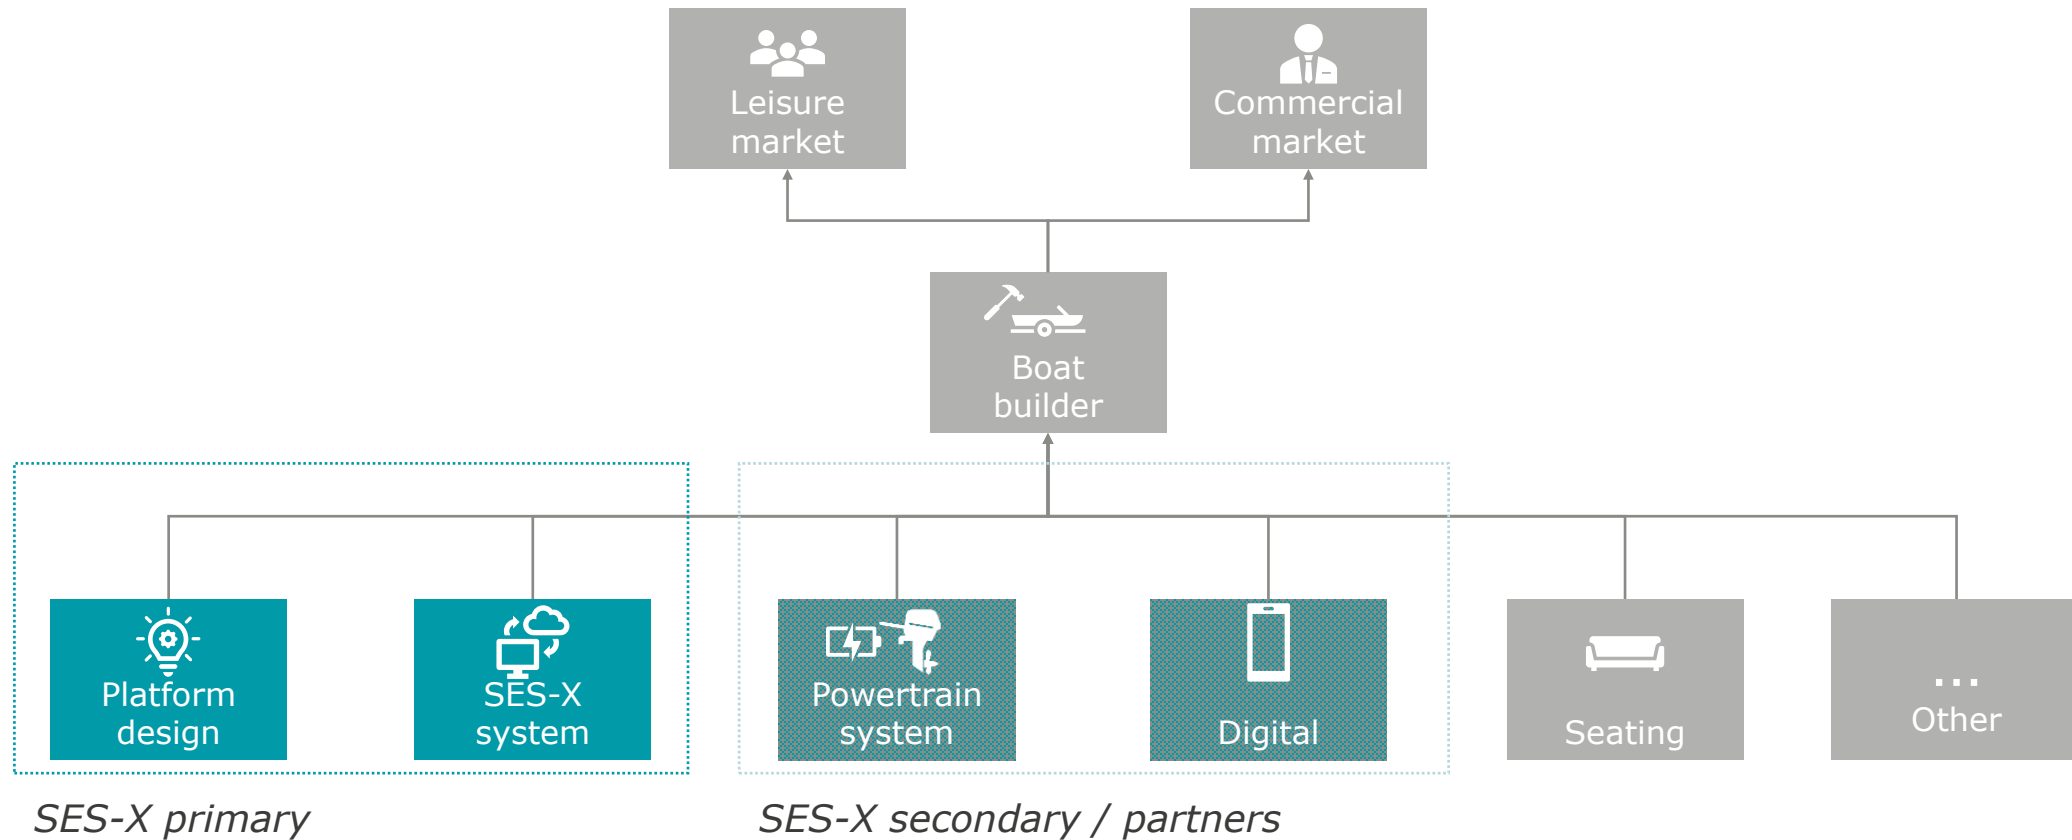 Leisure
market
Commercial
market
Boat
builder
Platform
design
SES-X
system
Powertrain
system
Digital
Seating
...
Other
SES-X primary
SES-X secondary / partners